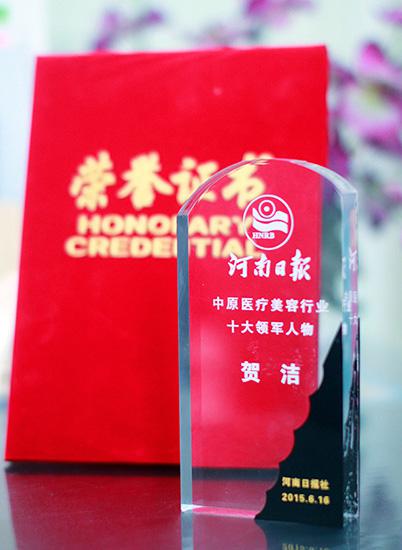 荣誉证书
HONORARY
CREDENTIAL
HNRB
河南日报
中原医疗美容行业
十大领军人物
贺洁
河南日报社
2015.6.16